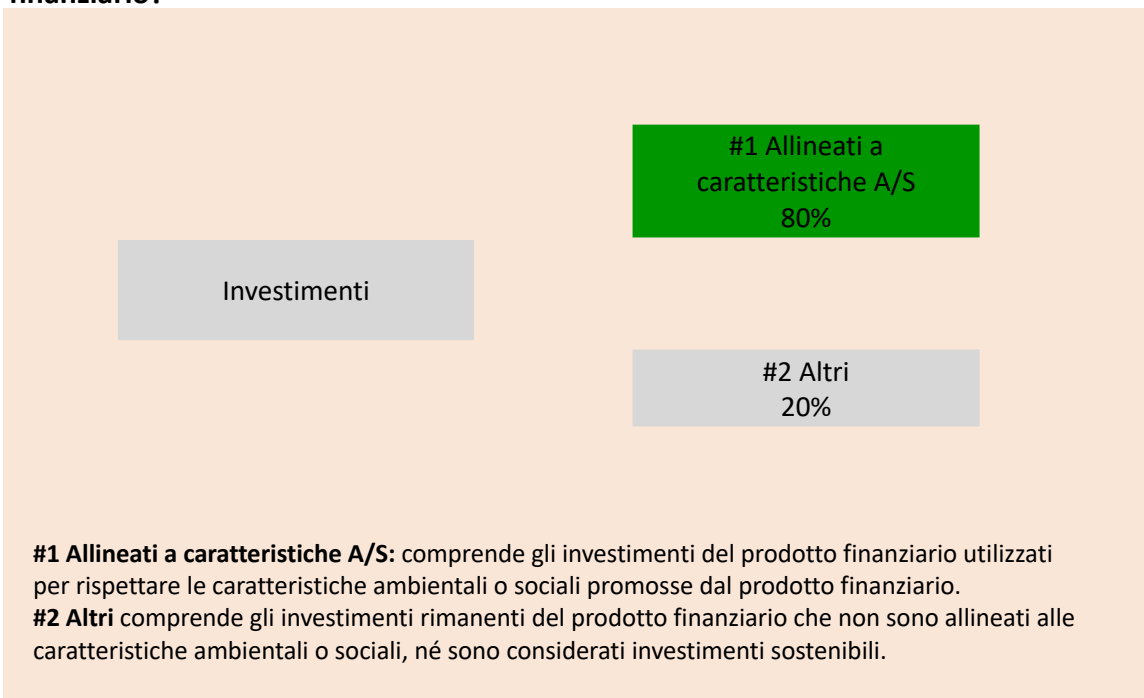 finanziario?
#1 Allineati a
caratteristiche A/S
80%
Investimenti
#2 Altri
20%
#1 Allineati a caratteristiche A/S: comprende gli investimenti del prodotto finanziario utilizzati
per rispettare le caratteristiche ambientali o sociali promosse dal prodotto finanziario.
#2 Altri comprende gli investimenti rimanenti del prodotto finanziario che non sono allineati alle
caratteristiche ambientali o sociali, né sono considerati investimenti sostenibili.